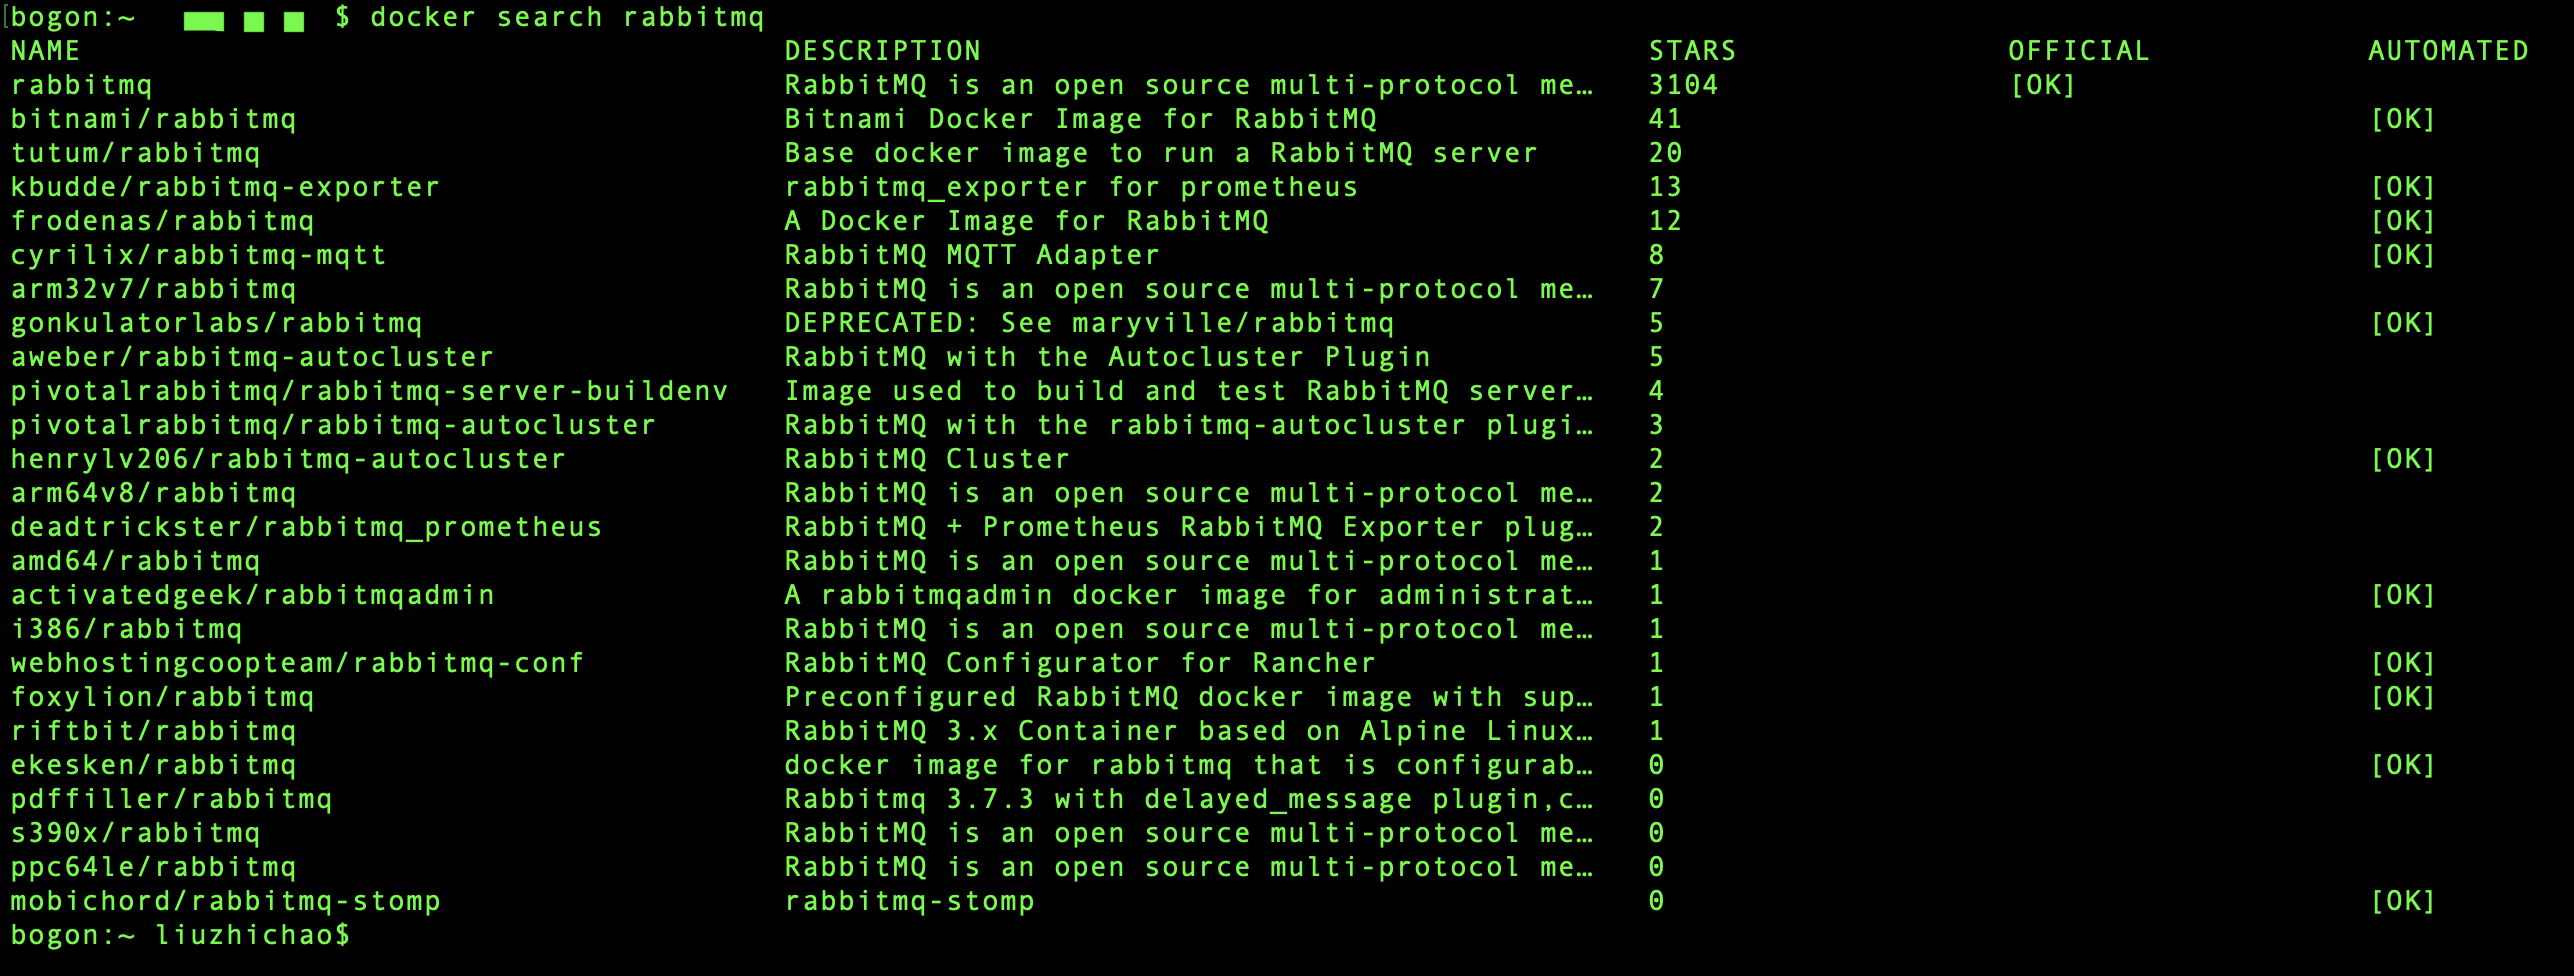 [bogon:~ $ docker search rabbitmq
NAME DESCRIPTION STARS OFFICIAL AUTOMATED
rabbitmq RabbitMQ is an open source multi-protocol me… 3104 [OK]
bitnami/rabbitmq Bitnami Docker Image for RabbitMQ 41 [OK]
tutum/rabbitmq Base docker image to run a RabbitMQ server 20
kbudde/rabbitmq-exporter rabbitmq_exporter for prometheus 13 [OK]
frodenas/rabbitmq A Docker Image for RabbitMQ 12 [OK]
cyrilix/rabbitmq-mqtt RabbitMQ MQTT Adapter 8 [OK]
arm32v7/rabbitmq RabbitMQ is an open source multi-protocol me… 7
gonkulatorlabs/rabbitmq DEPRECATED: See maryville/rabbitmq 5 [OK]
aweber/rabbitmq-autocluster RabbitMQ with the Autocluster Plugin 5
pivotalrabbitmq/rabbitmq-server-buildenv Image used to build and test RabbitMQ server… 4
pivotalrabbitmq/rabbitmq-autocluster RabbitMQ with the rabbitmq-autocluster plugi… 3
henrylv206/rabbitmq-autocluster RabbitMQ Cluster 2 [OK]
arm64v8/rabbitmq RabbitMQ is an open source multi-protocol me… 2
deadtrickster/rabbitmq_prometheus RabbitMQ + Prometheus RabbitMQ Exporter plug… 2
amd64/rabbitmq RabbitMQ is an open source multi-protocol me… 1
activatedgeek/rabbitmqadmin A rabbitmqadmin docker image for administrat… 1 [OK]
i386/rabbitmq RabbitMQ is an open source multi-protocol me… 1
webhostingcoopteam/rabbitmq-conf RabbitMQ Configurator for Rancher 1 [OK]
foxylion/rabbitmq Preconfigured RabbitMQ docker image with sup… 1 [OK]
riftbit/rabbitmq RabbitMQ 3.x Container based on Alpine Linux… 1
ekesken/rabbitmq docker image for rabbitmq that is configurab… 0 [OK]
pdffiller/rabbitmq Rabbitmq 3.7.3 with delayed_message plugin,c… 0
s390x/rabbitmq RabbitMQ is an open source multi-protocol me… 0
ppc64le/rabbitmq RabbitMQ is an open source multi-protocol me… 0
mobichord/rabbitmq-stomp rabbitmq-stomp 0 [OK]
bogon:~ liuzhichao$